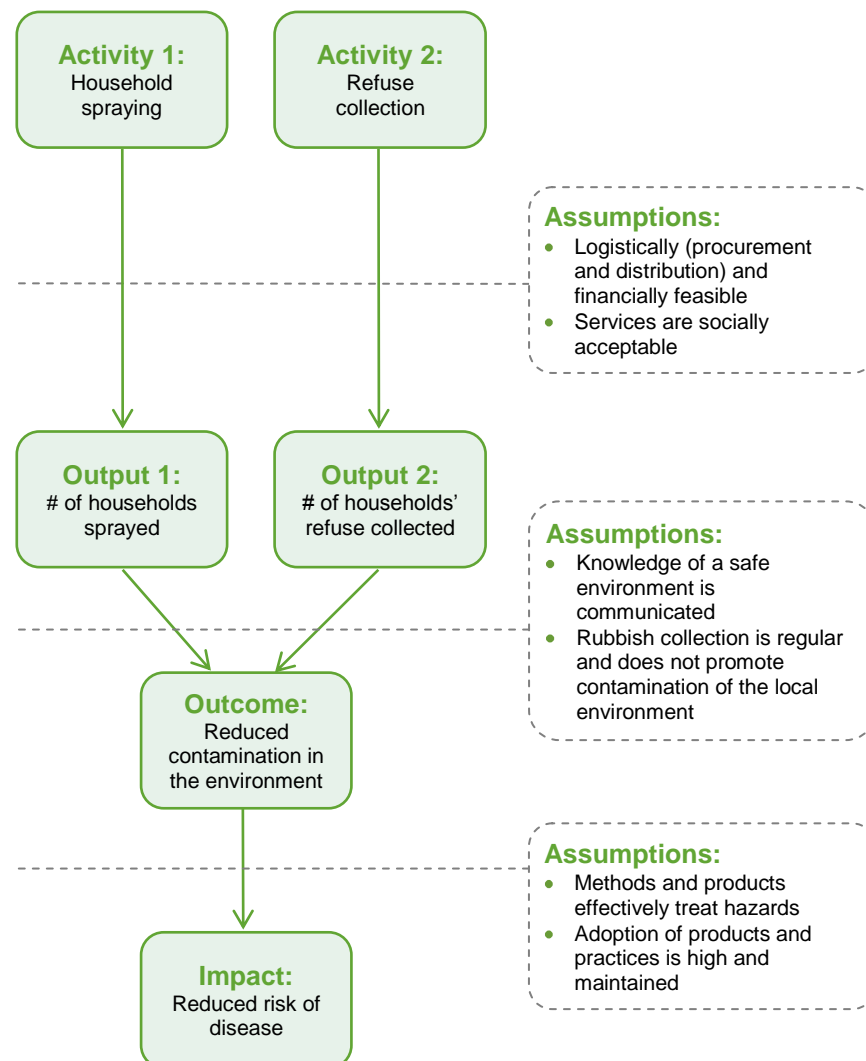 Activity 1:
Household
spraying
Activity 2:
Refuse
collection
Assumptions:
• Logistically (procurement
and distribution) and
financially feasible
• Services are socially
acceptable
Output 1:
# of households
sprayed
Output 2:
# of households’
refuse collected
Assumptions:
• Knowledge of a safe
environment is
communicated
• Rubbish collection is regular
and does not promote
contamination of the local
environment
Outcome:
Reduced
contamination in
the environment
Assumptions:
• Methods and products
effectively treat hazards
• Adoption of products and
practices is high and
maintained
Impact:
Reduced risk of
disease